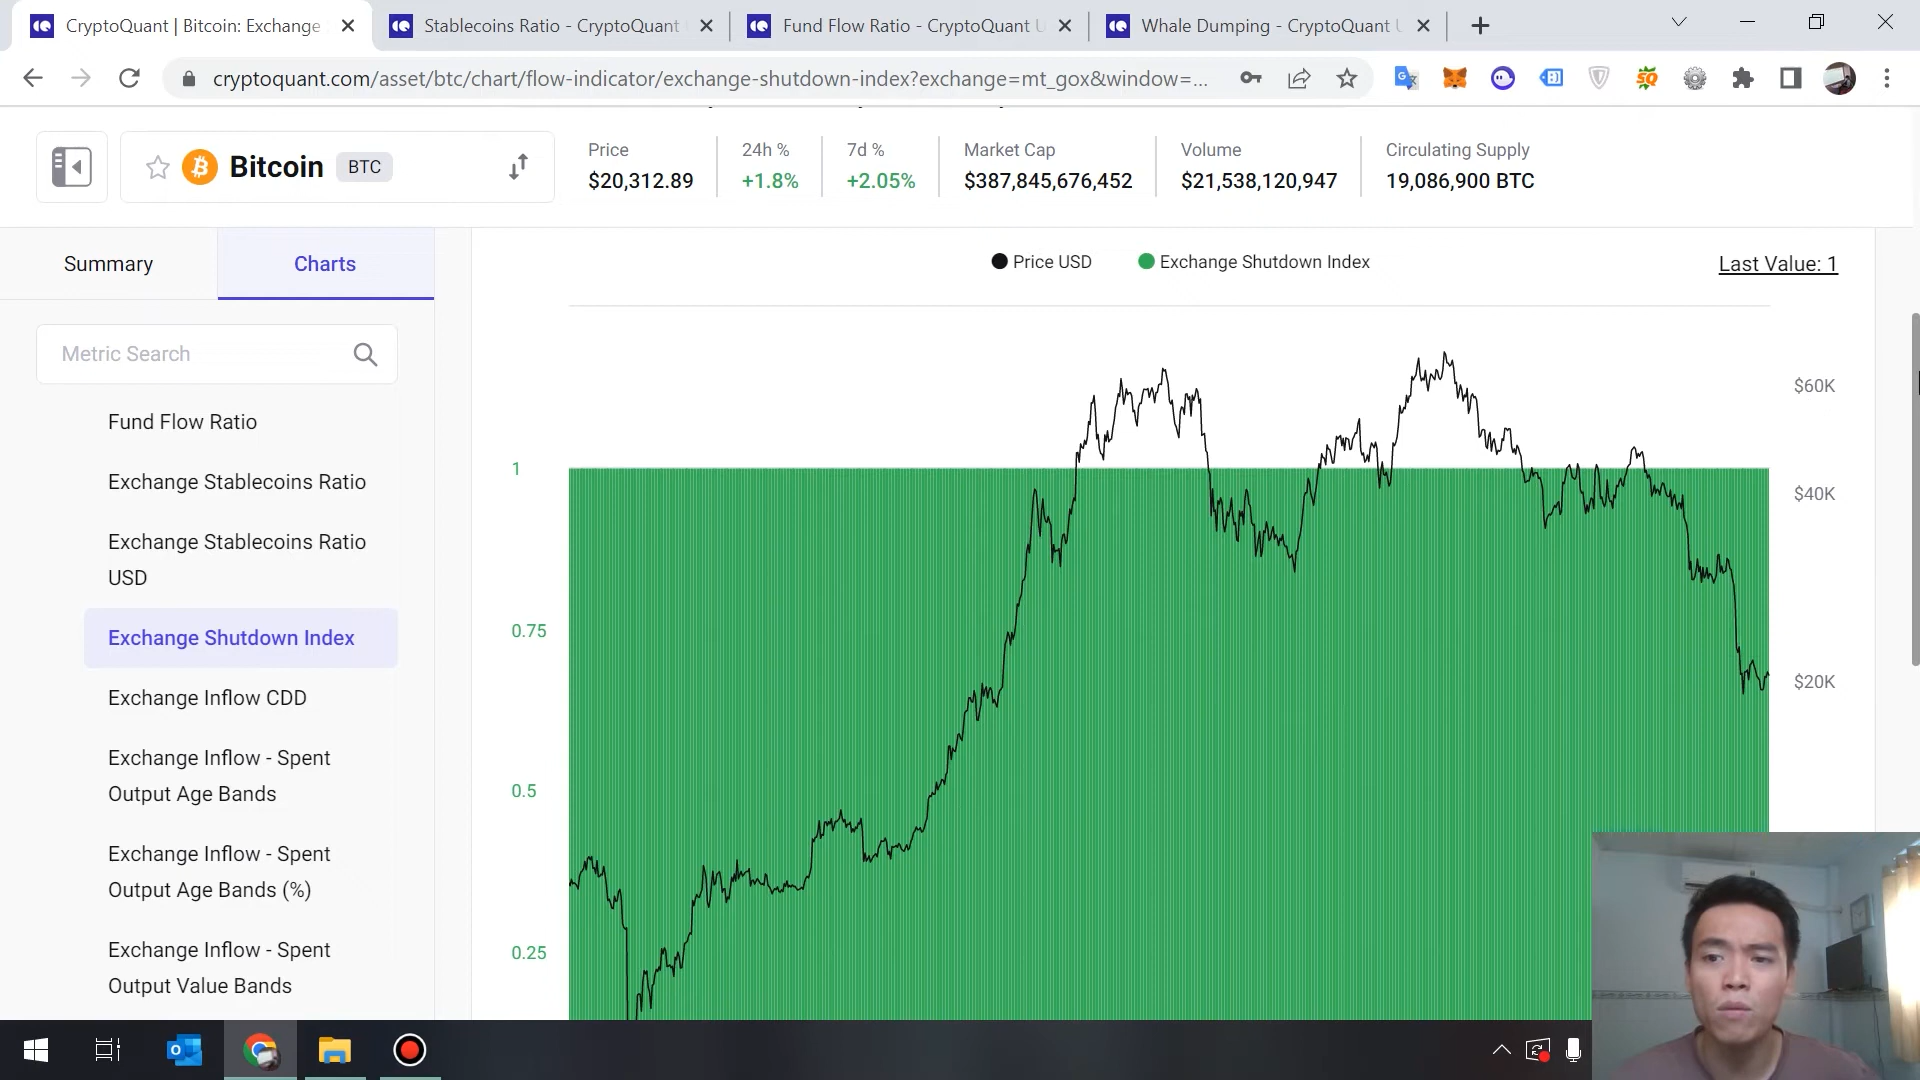 CryptoQuant | Bitcoin: Exchange
Stablecoins Ratio - CryptoQuant
Fund Flow Ratio - CryptoQuant U
Whale Dumping - CryptoQuant U
cryptoquant.com/asset/btc/chart/flow-indicator/exchange-shutdown-index?exchange=mt_gox&window=...
Bitcoin BTC
Price
$20,312.89
24h %
+1.8%
7d %
+2.05%
Market Cap
$387,845,676,452
Volume
$21,538,120,947
Circulating Supply
19,086,900 BTC
Summary
Charts
Metric Search
Fund Flow Ratio
Exchange Stablecoins Ratio
Exchange Stablecoins Ratio
USD
Exchange Shutdown Index
Exchange Inflow CDD
Exchange Inflow - Spent
Output Age Bands
Exchange Inflow - Spent
Output Age Bands (%)
Exchange Inflow - Spent
Output Value Bands
Price USD
Exchange Shutdown Index
Last Value: 1
1
0.75
0.5
0.25
$60K
$40K
$20K